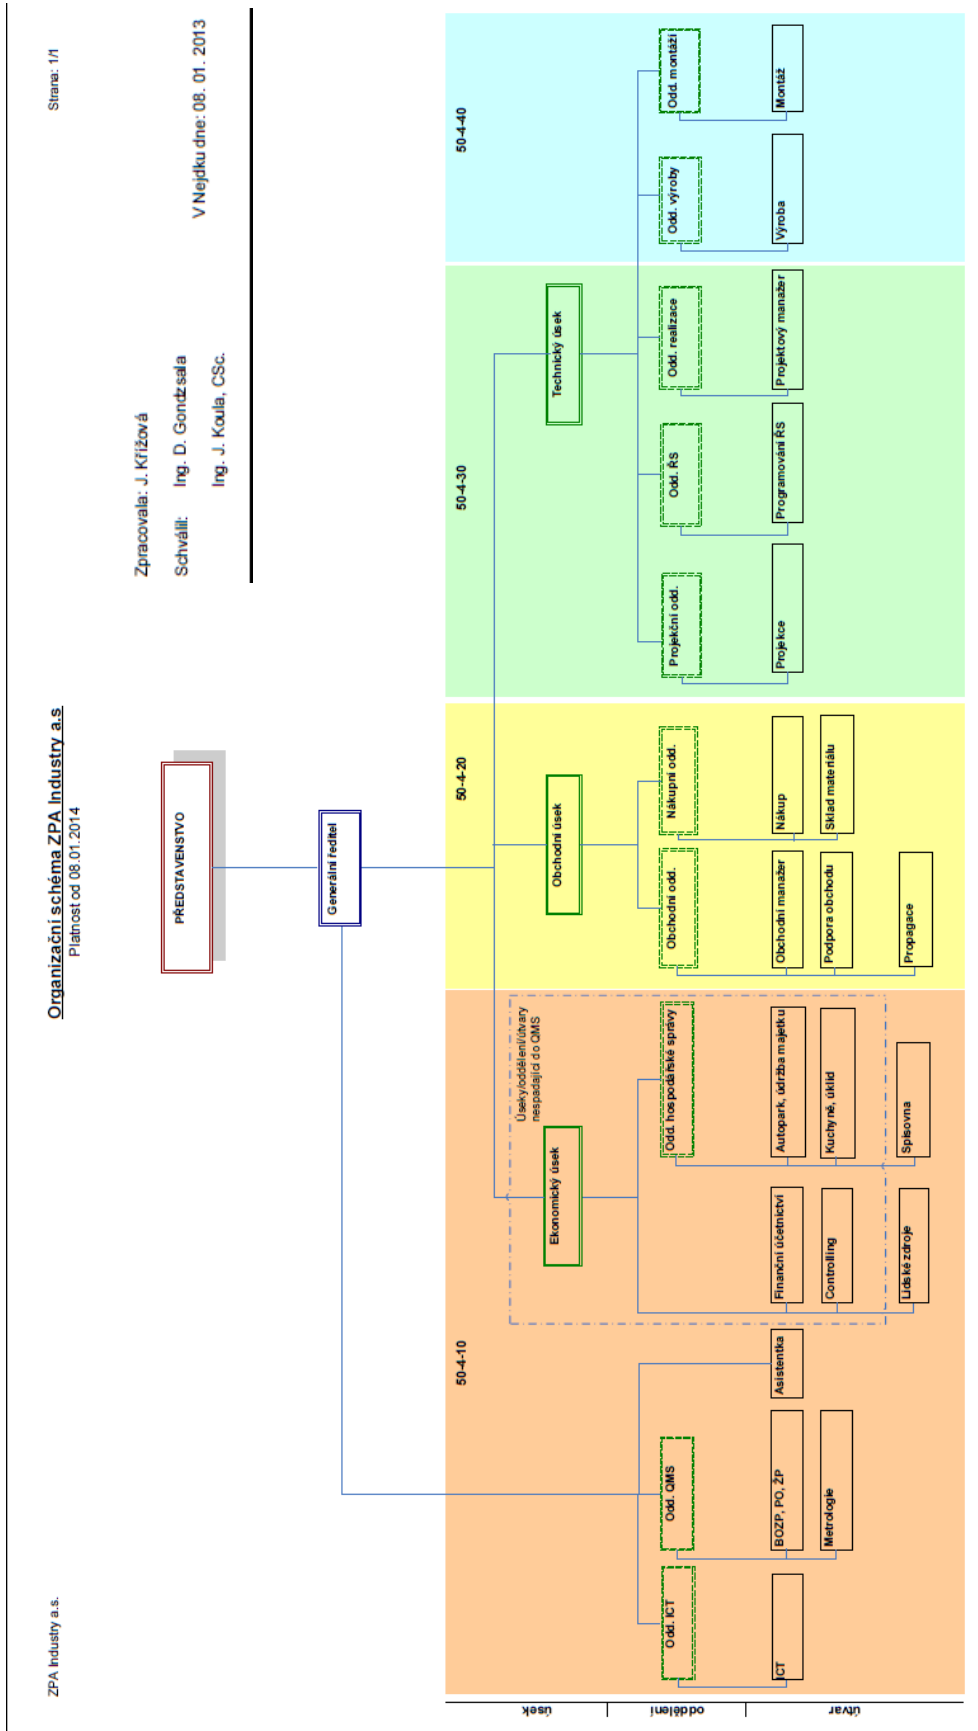 ZPA Industry a.s.
Strana: 1/1
Organizační schéma ZPA Industry a.s
Platnost od 08.01.2014
Zpracovala: J. Křížová
Schválil: Ing. D. Gondzsala
V Nejdku dne: 08. 01. 2013
Ing. J. Koula, CSc.
PŘEDSTAVENSTVO
Generální ředitel
50-4-10
50-4-20
50-4-30
50-4-40
Úseky/oddělení/útvary
nespadající do QMS
úsek
Ekonomický úsek
Obchodní úsek
Technický úsek
oddělení
Odd. ICT
Odd. QMS
Odd. hospodářské správy
Obchodní odd.
Nákupní odd.
Projekční odd.
Odd. ŘS
Odd. realizace
Odd. výroby
Odd. montáží
útvar
ICT
BOZP, PO, ŽP
Asistentka
Finanční účetnictví
Autopark, údržba majetku
Obchodní manažer
Nákup
Projekce
Programování ŘS
Projektový manažer
Výroba
Montáž
Metrologie
Controlling
Kuchyně, úklid
Podpora obchodu
Sklad materiálu
Lidské zdroje
Spisovna
Propagace